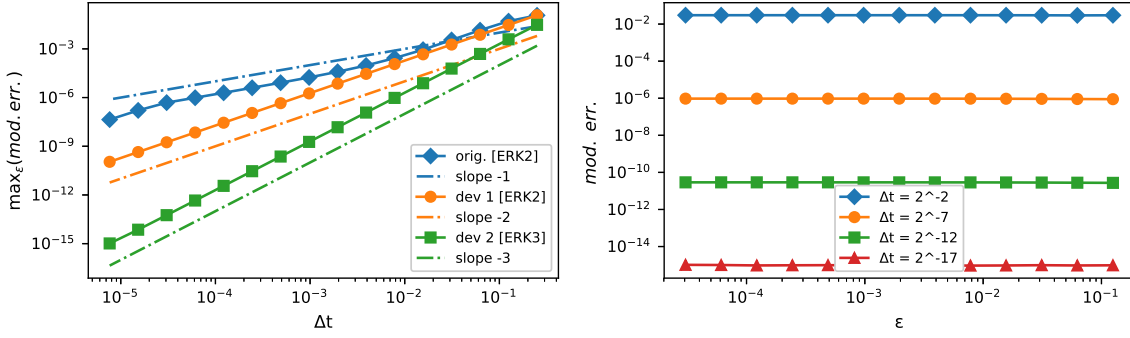 10⁻³
10⁻⁶
10⁻⁹
10⁻¹²
10⁻¹⁵
max_ε(mod. err.)
10⁻⁵
10⁻⁴
10⁻³
10⁻²
10⁻¹
Δt
orig. [ERK2]
slope -1
dev 1 [ERK2]
slope -2
dev 2 [ERK3]
slope -3
10⁻²
10⁻⁴
10⁻⁶
10⁻⁸
10⁻¹⁰
10⁻¹²
10⁻¹⁴
mod. err.
10⁻⁴
10⁻³
10⁻²
10⁻¹
ε
Δt = 2^-2
Δt = 2^-7
Δt = 2^-12
Δt = 2^-17